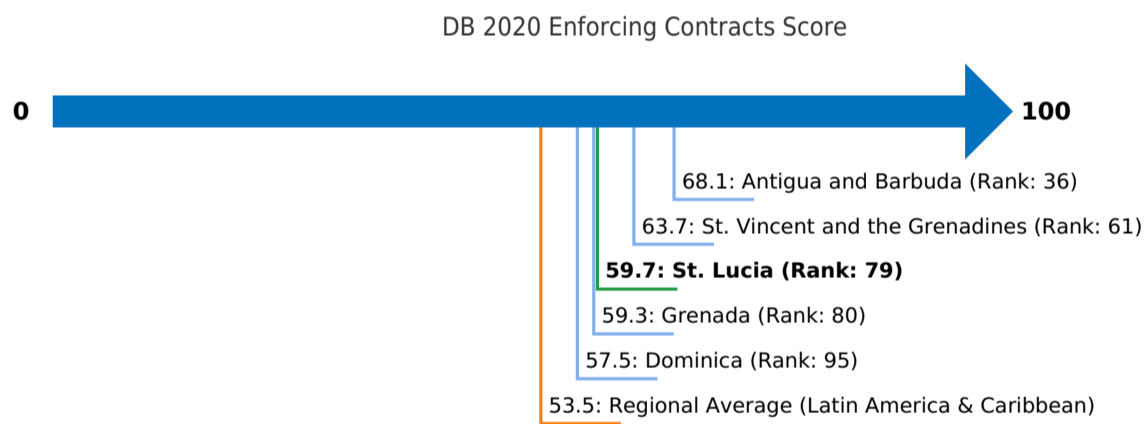 DB 2020 Enforcing Contracts Score
0
100
68.1: Antigua and Barbuda (Rank: 36)
63.7: St. Vincent and the Grenadines (Rank: 61)
59.7: St. Lucia (Rank: 79)
59.3: Grenada (Rank: 80)
57.5: Dominica (Rank: 95)
53.5: Regional Average (Latin America & Caribbean)